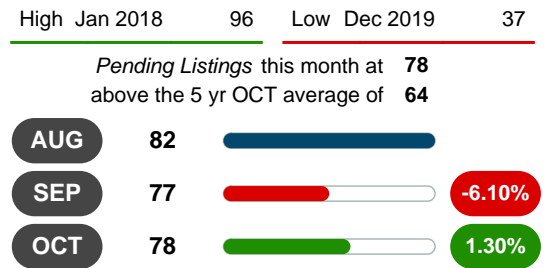 High Jan 2018 96 Low Dec 2019 37
Pending Listings this month at 78
above the 5 yr OCT average of 64
AUG 82
SEP 77 -6.10%
OCT 78 1.30%